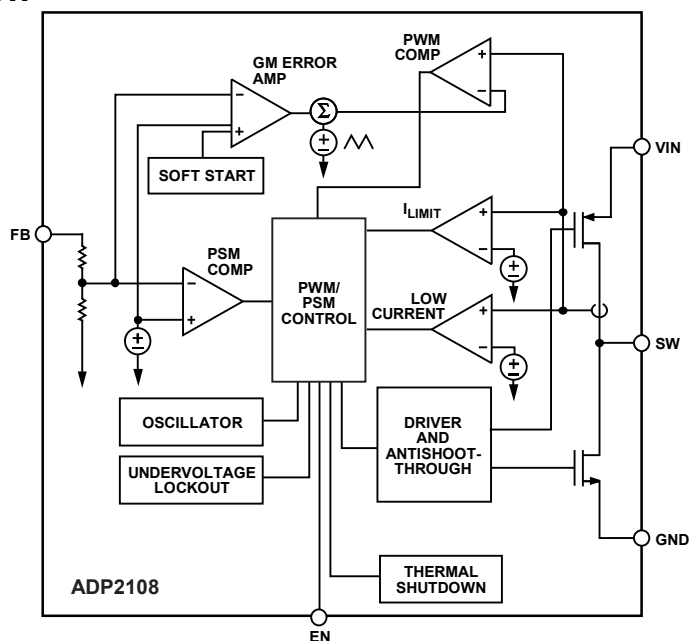 PWM
COMP
GM ERROR
AMP
+
−
−
+
Σ
+
−
VIN
SOFT START
ILIMIT
+
−
+
−
FB
PSM
COMP
−
+
PWM/
PSM
CONTROL
LOW
CURRENT
+
−
+
−
+
−
SW
OSCILLATOR
DRIVER
AND
ANTISHOOT-
THROUGH
UNDERVOLTAGE
LOCKOUT
GND
THERMAL
SHUTDOWN
ADP2108
EN